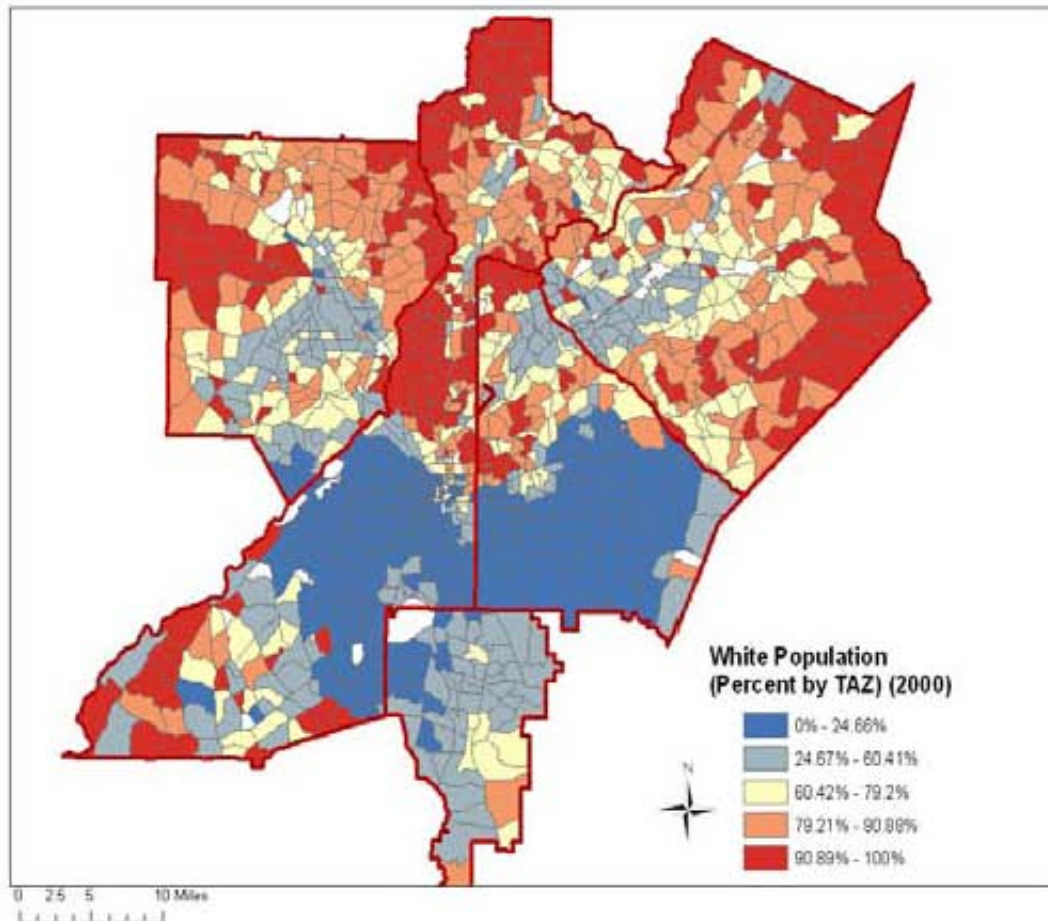 White Population
(Percent by TAZ) (2000)
0% - 24.66%
24.67% - 60.41%
60.42% - 79.2%
79.21% - 90.88%
90.89% - 100%
N
0 2.5 5 10 Miles